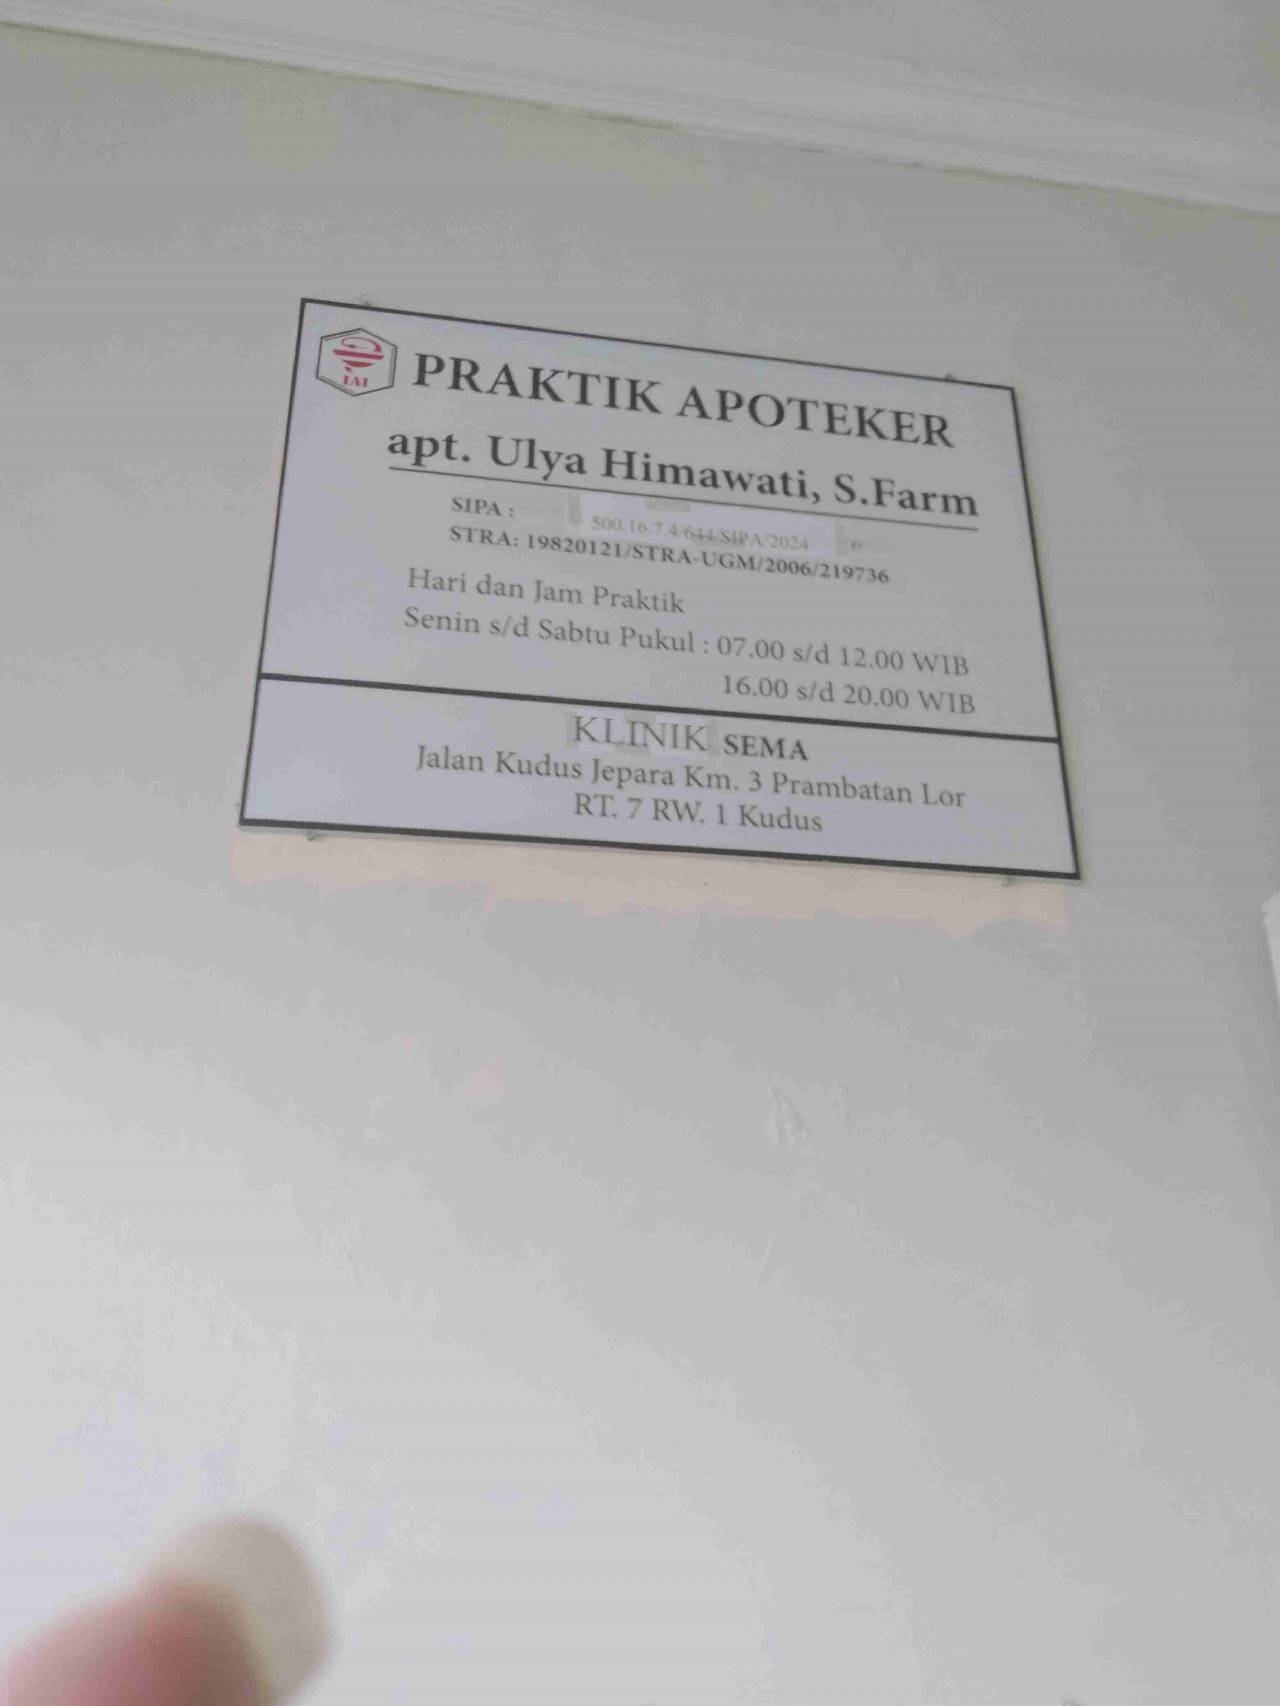 IAI
PRAKTIK APOTEKER
apt. Ulya Himawati, S.Farm
SIPA : 500.16.7.4/644/SIPA/2024
STRA: 19820121/STRA-UGM/2006/219736
Hari dan Jam Praktik
Senin s/d Sabtu Pukul : 07.00 s/d 12.00 WIB
16.00 s/d 20.00 WIB
KLINIK SEMA
Jalan Kudus Jepara Km. 3 Prambatan Lor
RT. 7 RW. 1 Kudus